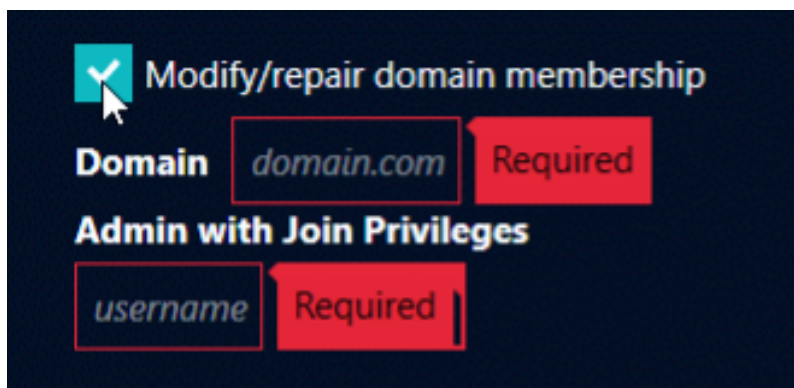 Modify/repair domain membership
Domain domain.com Required
Admin with Join Privileges
username Required